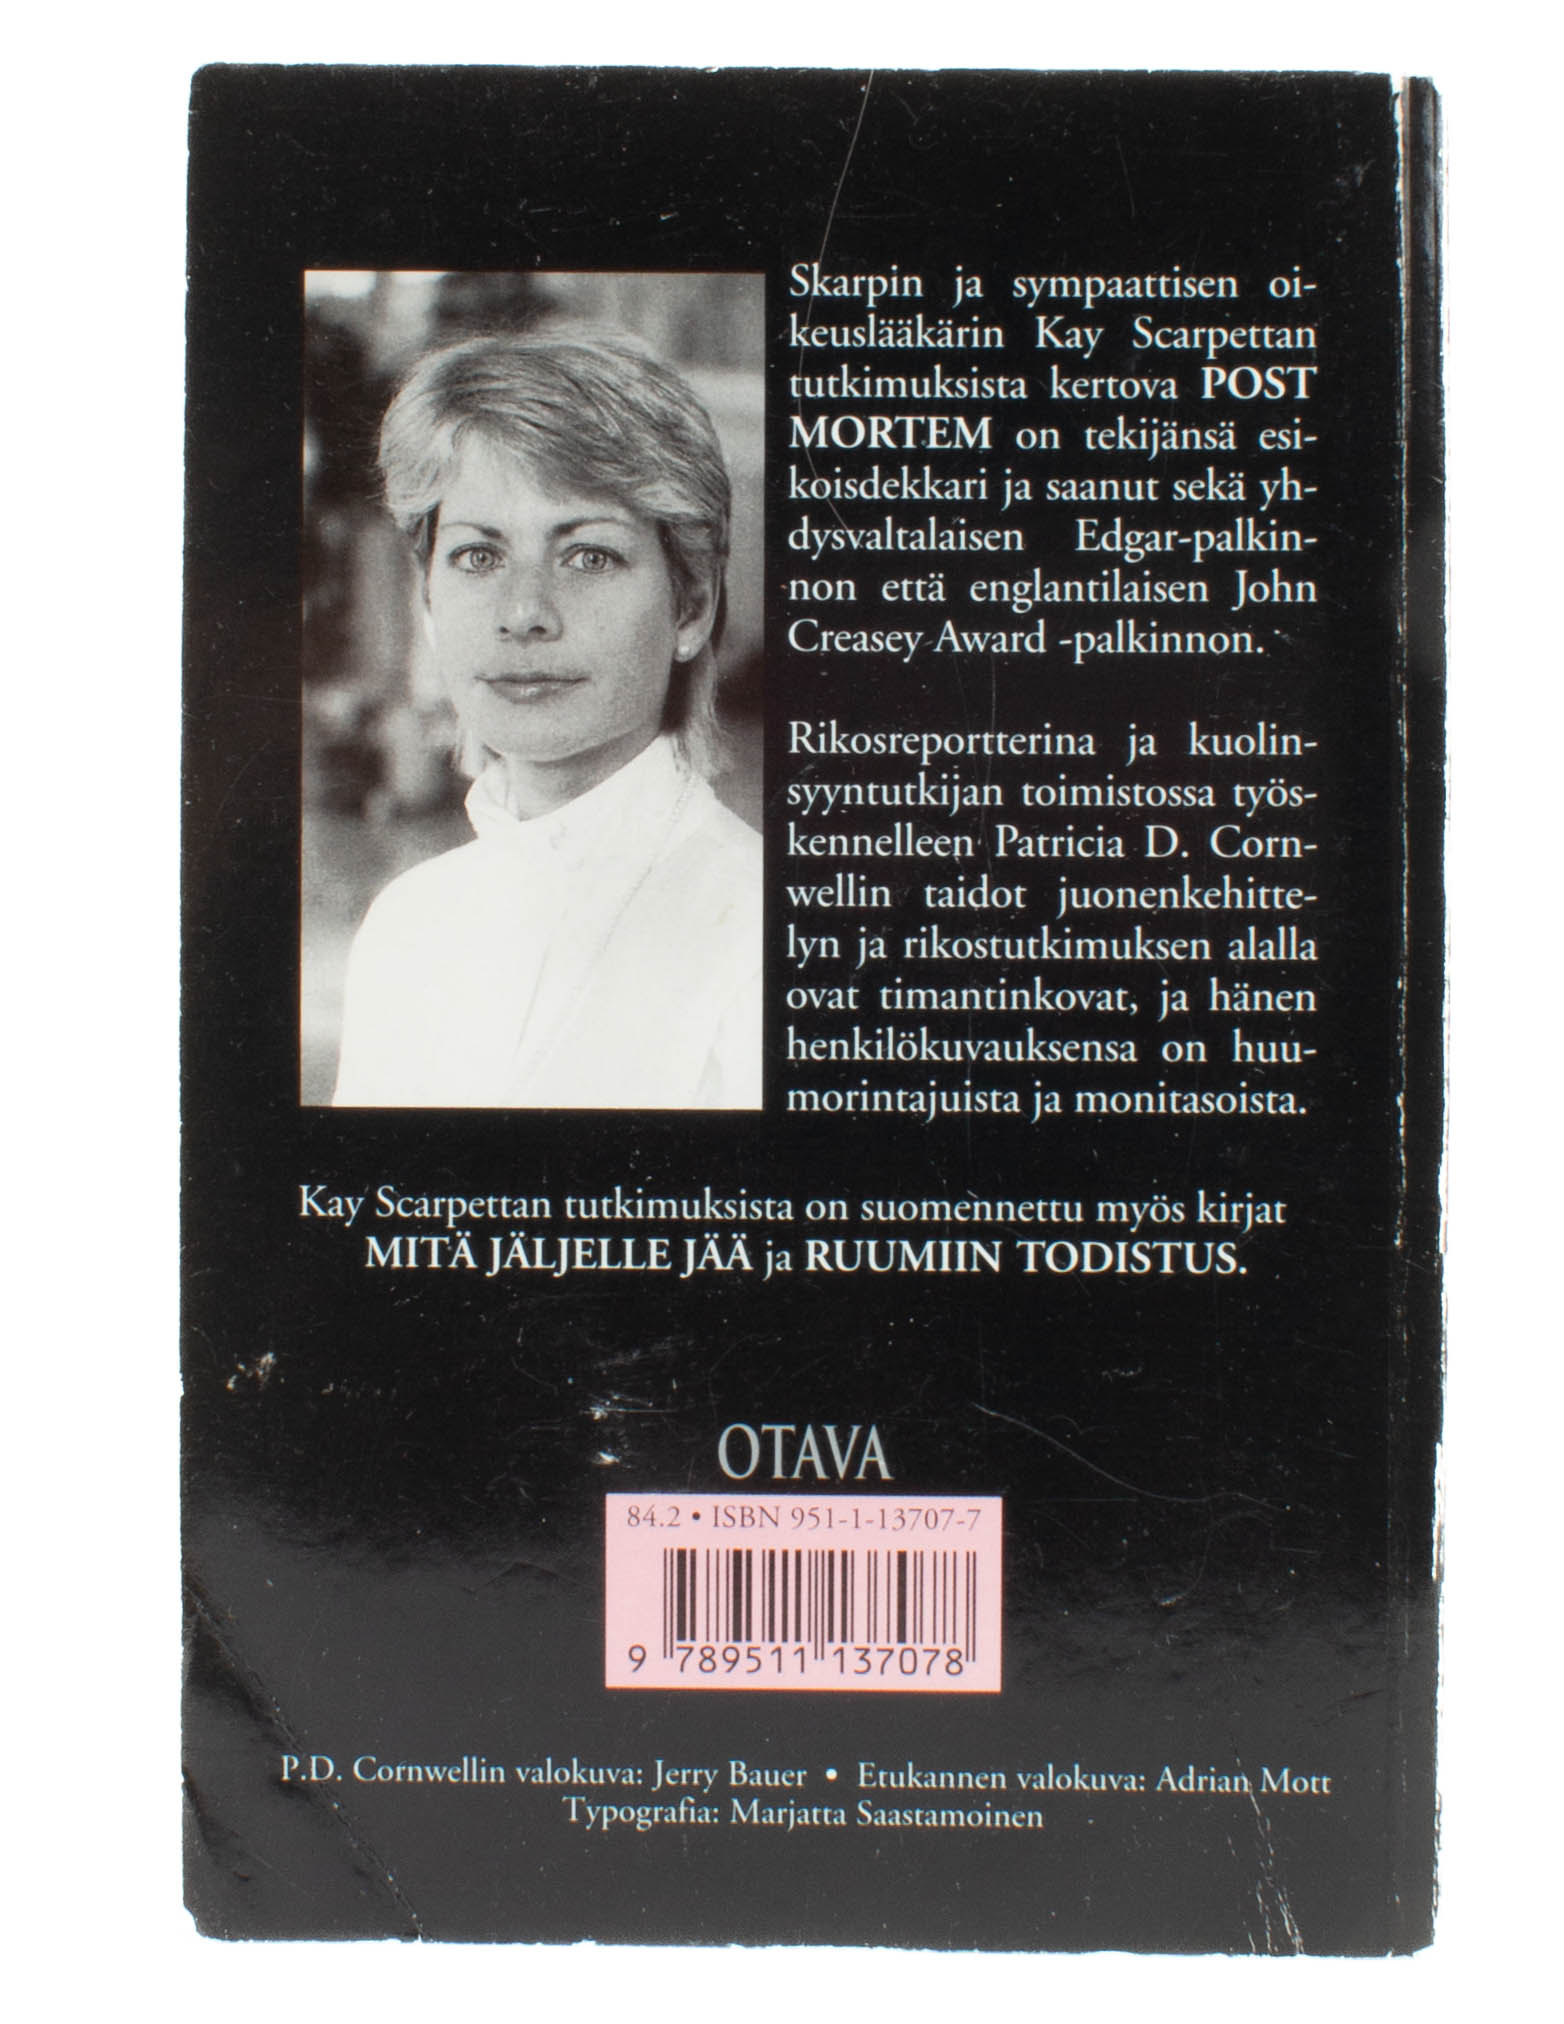 Skarpin ja sympaattisen oi-
keuslääkärin Kay Scarpettan
tutkimuksista kertova POST
MORTEM on tekijänsä esi-
koisdekkari ja saanut sekä yh-
dysvaltalaisen Edgar-palkin-
non että englantilaisen John
Creasey Award -palkinnon.
Rikosreportterina ja kuolin-
syyntutkijan toimistossa työs-
kennelleen Patricia D. Corn-
wellin taidot juonenkehitte-
lyn ja rikostutkimuksen alalla
ovat timantinkovat, ja hänen
henkilökuvauksensa on huu-
morintajuista ja monitasoista.
Kay Scarpettan tutkimuksista on suomennettu myös kirjat
MITÄ JÄLJELLE JÄÄ ja RUUMIIN TODISTUS.
OTAVA
84.2 • ISBN 951-1-13707-7
9 789511 137078
P.D. Cornwellin valokuva: Jerry Bauer • Etukannen valokuva: Adrian Mott
Typografia: Marjatta Saastamoinen